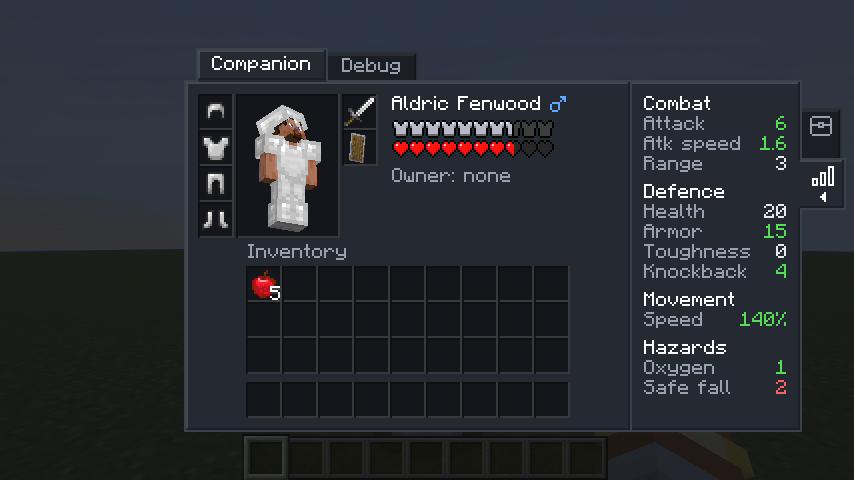 Companion
Debug
Aldric Fenwood ♂
Owner: none
Inventory
5
Combat
Attack 6
Atk speed 1.6
Range 3
Defence
Health 20
Armor 15
Toughness 0
Knockback 4
Movement
Speed 140%
Hazards
Oxygen 1
Safe fall 2